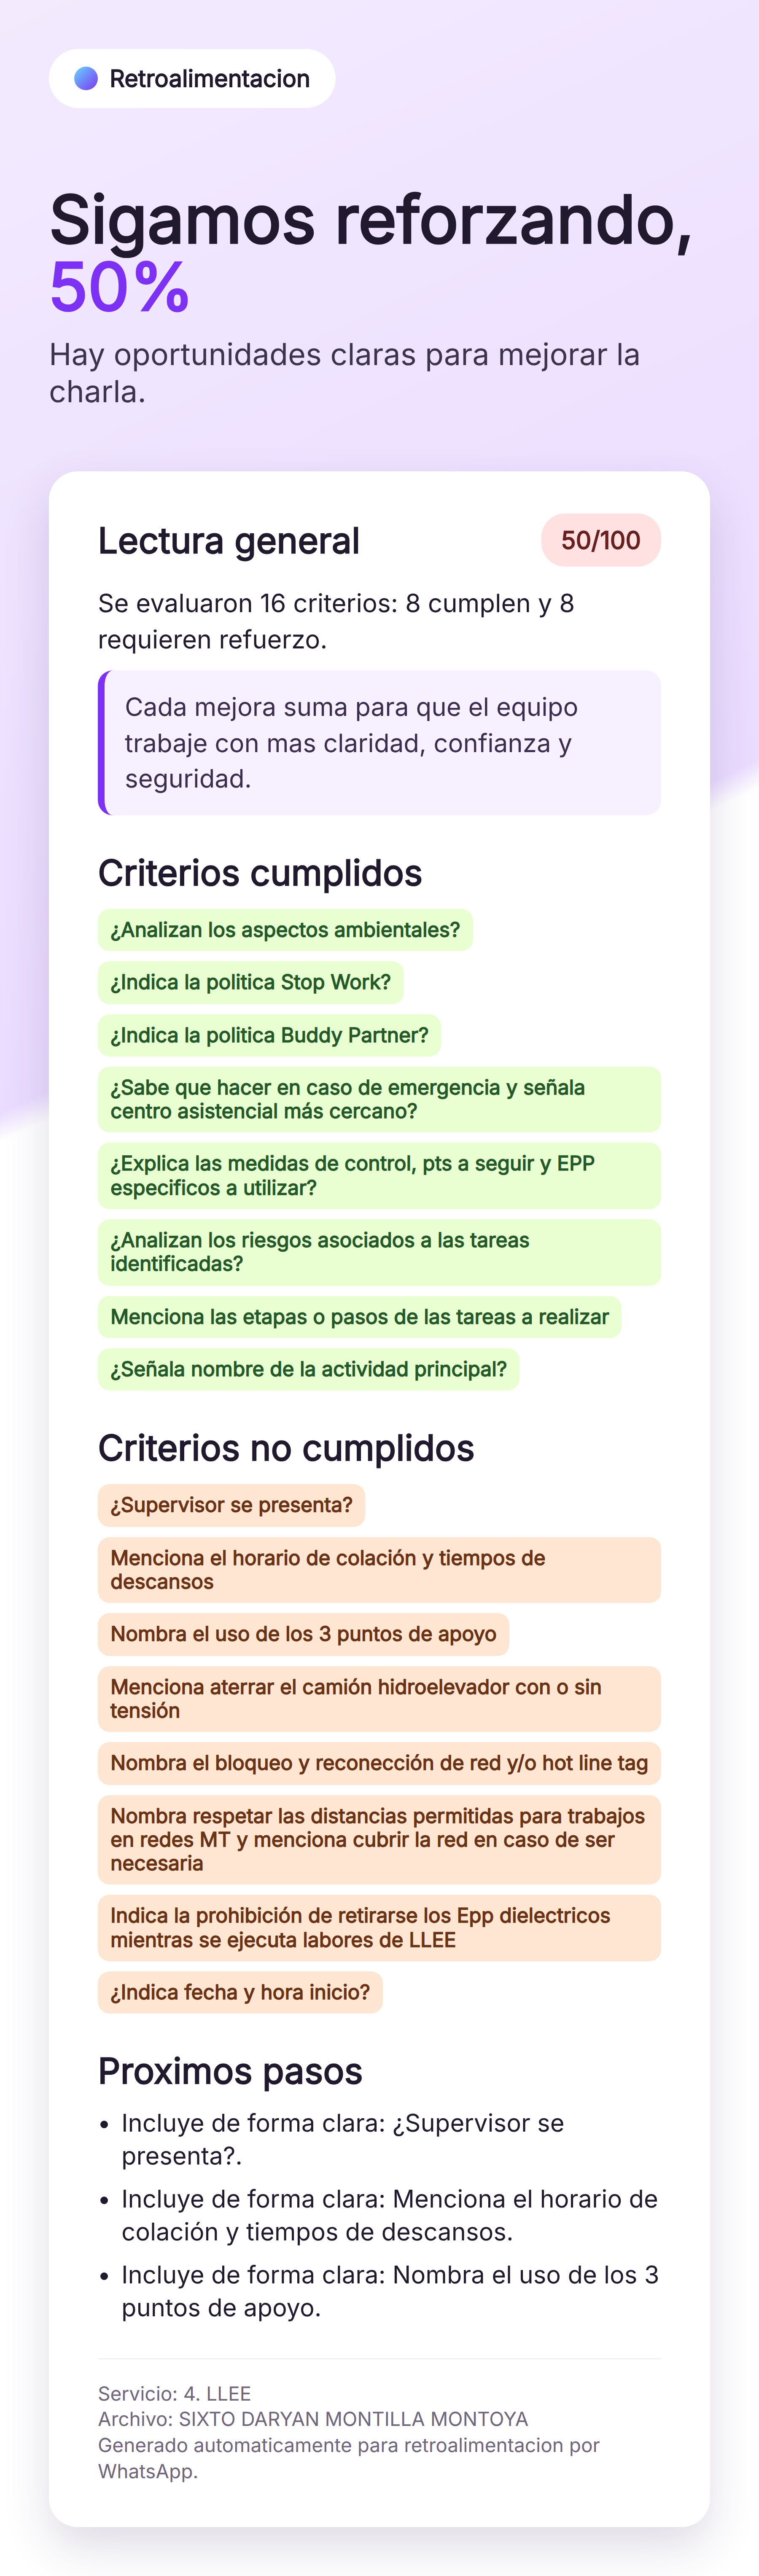 Retroalimentacion
Sigamos reforzando,
50%
Hay oportunidades claras para mejorar la
charla.
Lectura general
50/100
Se evaluaron 16 criterios: 8 cumplen y 8
requieren refuerzo.
Cada mejora suma para que el equipo
trabaje con mas claridad, confianza y
seguridad.
Criterios cumplidos
¿Analizan los aspectos ambientales?
¿Indica la politica Stop Work?
¿Indica la politica Buddy Partner?
¿Sabe que hacer en caso de emergencia y señala
centro asistencial más cercano?
¿Explica las medidas de control, pts a seguir y EPP
especificos a utilizar?
¿Analizan los riesgos asociados a las tareas
identificadas?
Menciona las etapas o pasos de las tareas a realizar
¿Señala nombre de la actividad principal?
Criterios no cumplidos
¿Supervisor se presenta?
Menciona el horario de colación y tiempos de
descansos
Nombra el uso de los 3 puntos de apoyo
Menciona aterrar el camión hidroelevador con o sin
tensión
Nombra el bloqueo y reconección de red y/o hot line tag
Nombra respetar las distancias permitidas para trabajos
en redes MT y menciona cubrir la red en caso de ser
necesaria
Indica la prohibición de retirarse los Epp dielectricos
mientras se ejecuta labores de LLEE
¿Indica fecha y hora inicio?
Proximos pasos
• Incluye de forma clara: ¿Supervisor se
presenta?.
• Incluye de forma clara: Menciona el horario de
colación y tiempos de descansos.
• Incluye de forma clara: Nombra el uso de los 3
puntos de apoyo.
Servicio: 4. LLEE
Archivo: SIXTO DARYAN MONTILLA MONTOYA
Generado automaticamente para retroalimentacion por
WhatsApp.